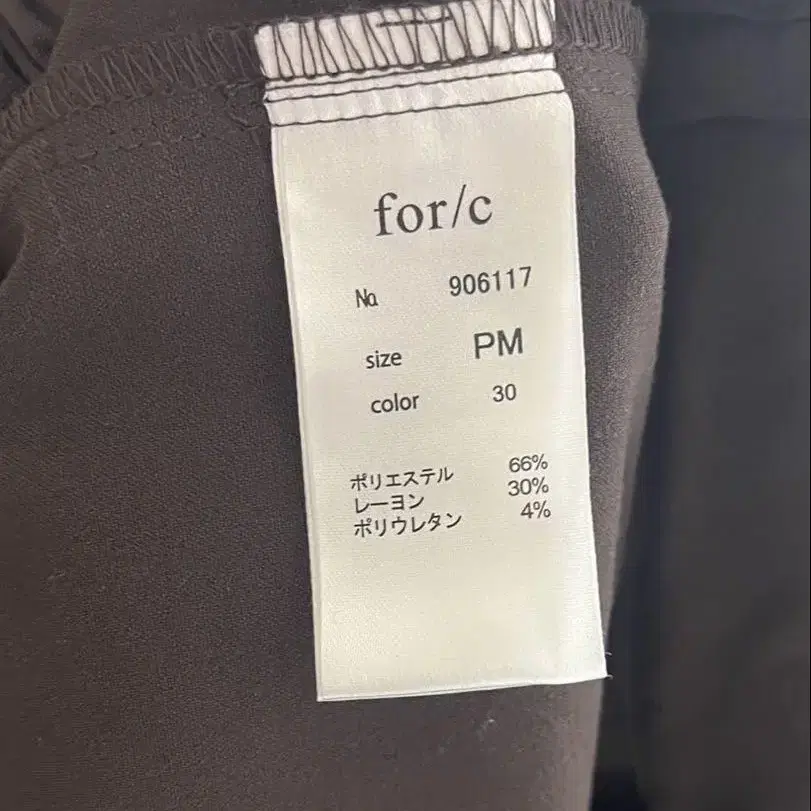 for/c
No. 906117
size PM
color 30
ポリエステル 66%
レーヨン 30%
ポリウレタン 4%